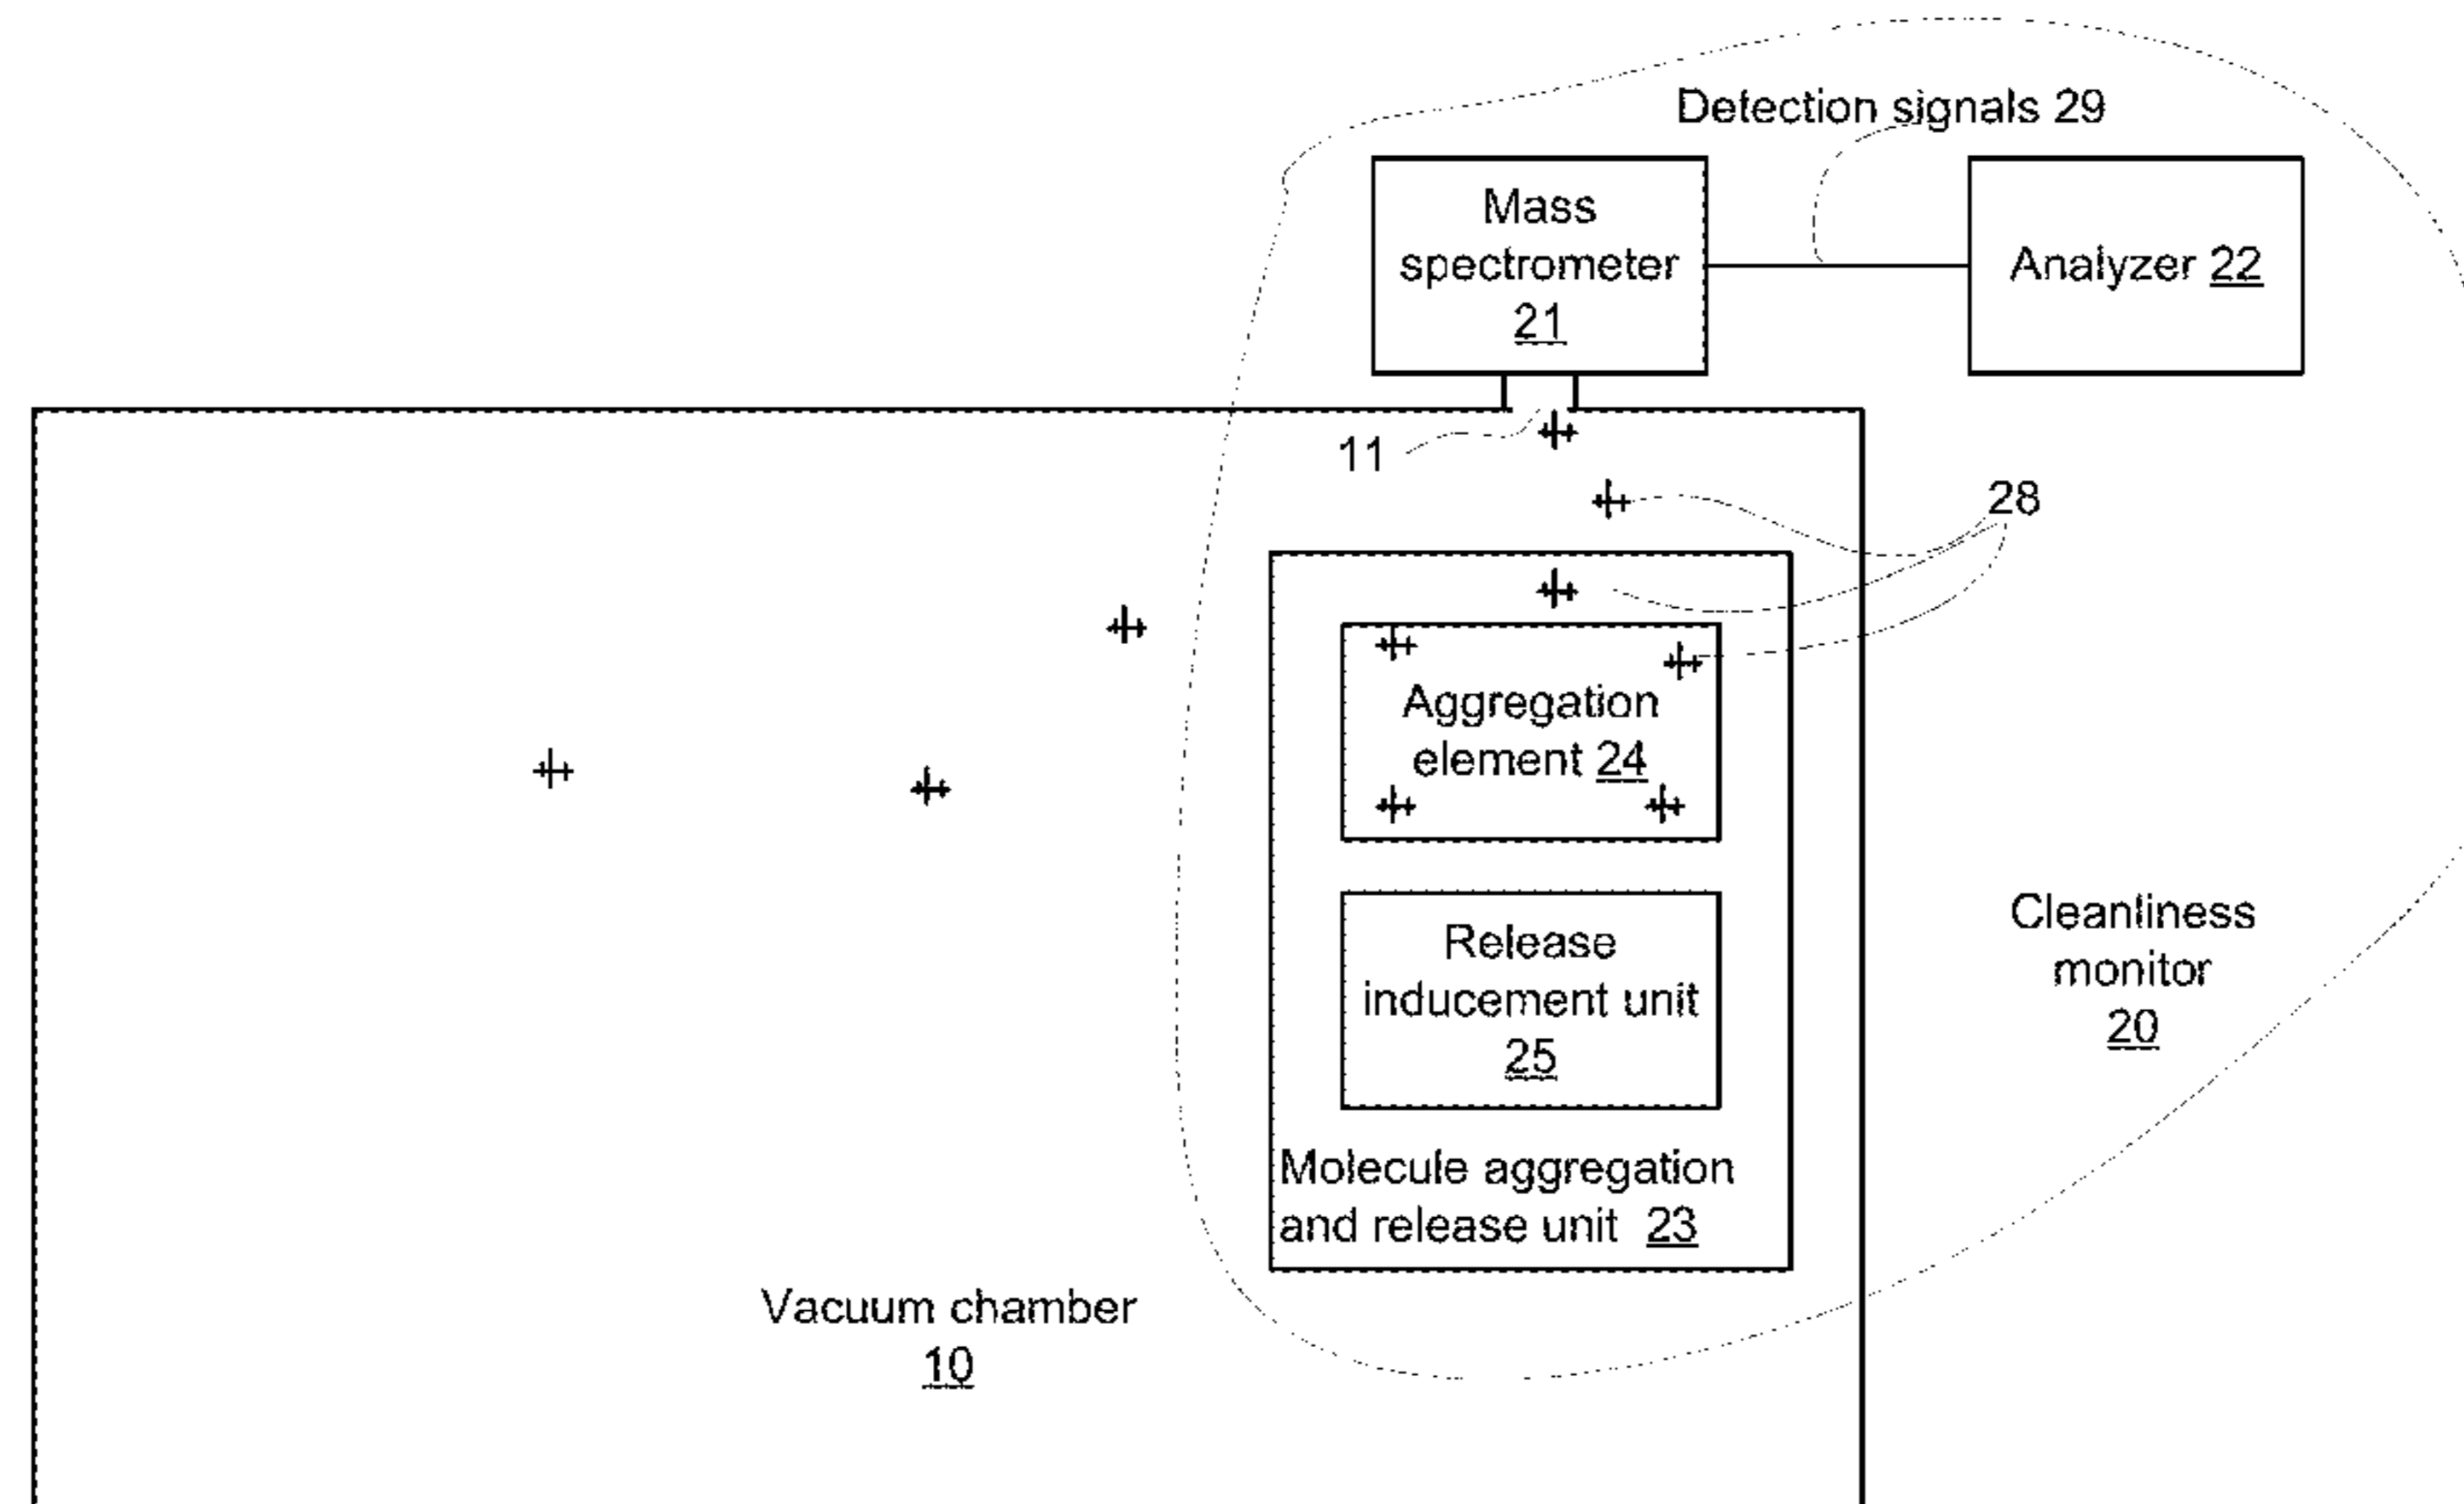 Detection signals 29
Mass
spectrometer
21
Analyzer 22
11
28
Aggregation
element 24
Release
inducement unit
25
Cleanliness
monitor
20
Molecule aggregation
and release unit 23
Vacuum chamber
10